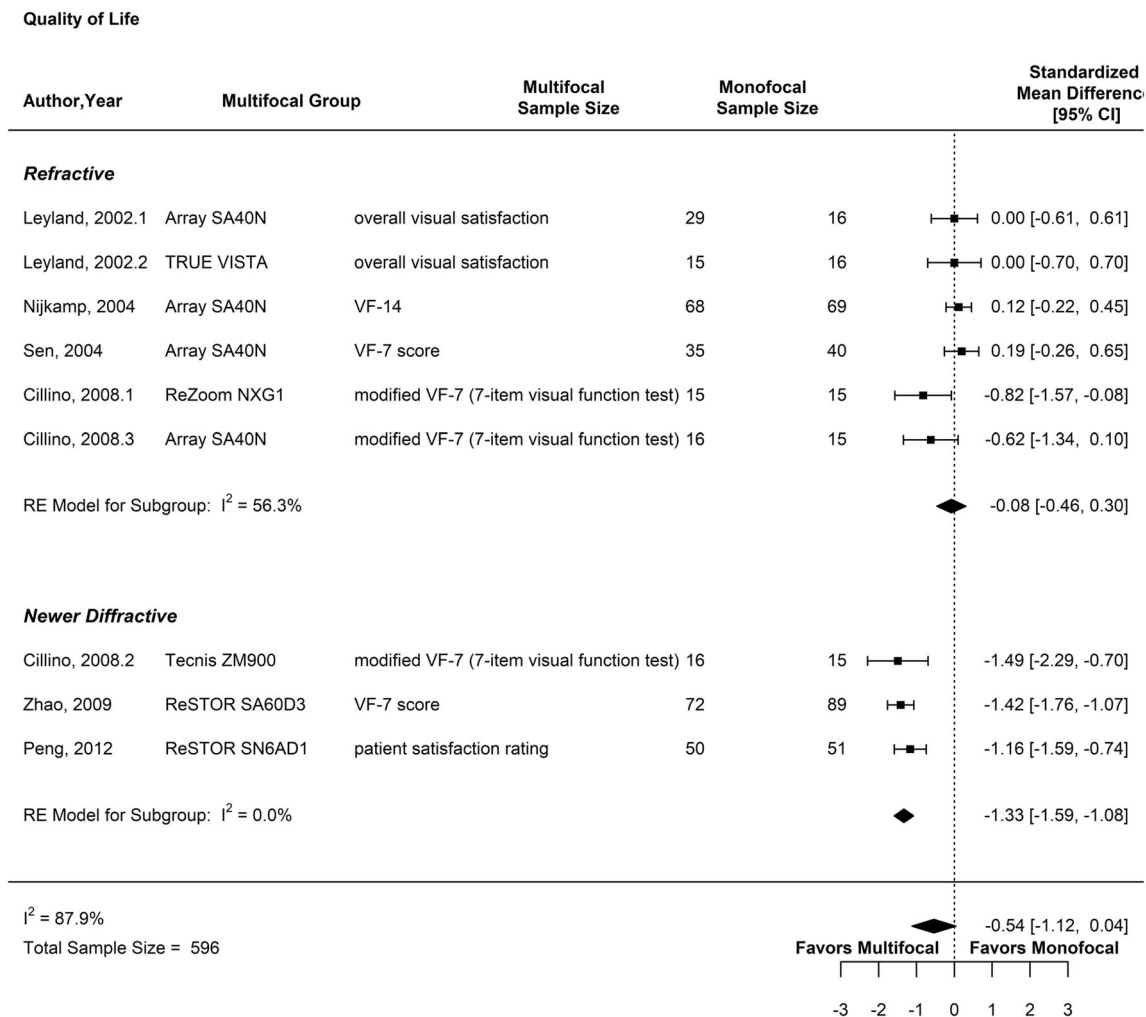 Quality of Life
Author,Year Multifocal Group Multifocal Sample Size Monofocal Sample Size Standardized Mean Differenc [95% CI]
Refractive
Leyland, 2002.1 Array SA40N overall visual satisfaction 29 16 0.00 [-0.61, 0.61]
Leyland, 2002.2 TRUE VISTA overall visual satisfaction 15 16 0.00 [-0.70, 0.70]
Nijkamp, 2004 Array SA40N VF-14 68 69 0.12 [-0.22, 0.45]
Sen, 2004 Array SA40N VF-7 score 35 40 0.19 [-0.26, 0.65]
Cillino, 2008.1 ReZoom NXG1 modified VF-7 (7-item visual function test) 15 15 -0.82 [-1.57, -0.08]
Cillino, 2008.3 Array SA40N modified VF-7 (7-item visual function test) 16 15 -0.62 [-1.34, 0.10]
RE Model for Subgroup: I² = 56.3% -0.08 [-0.46, 0.30]
Newer Diffractive
Cillino, 2008.2 Tecnis ZM900 modified VF-7 (7-item visual function test) 16 15 -1.49 [-2.29, -0.70]
Zhao, 2009 ReSTOR SA60D3 VF-7 score 72 89 -1.42 [-1.76, -1.07]
Peng, 2012 ReSTOR SN6AD1 patient satisfaction rating 50 51 -1.16 [-1.59, -0.74]
RE Model for Subgroup: I² = 0.0% -1.33 [-1.59, -1.08]
I² = 87.9% -0.54 [-1.12, 0.04]
Total Sample Size = 596 Favors Multifocal Favors Monofocal
-3 -2 -1 0 1 2 3